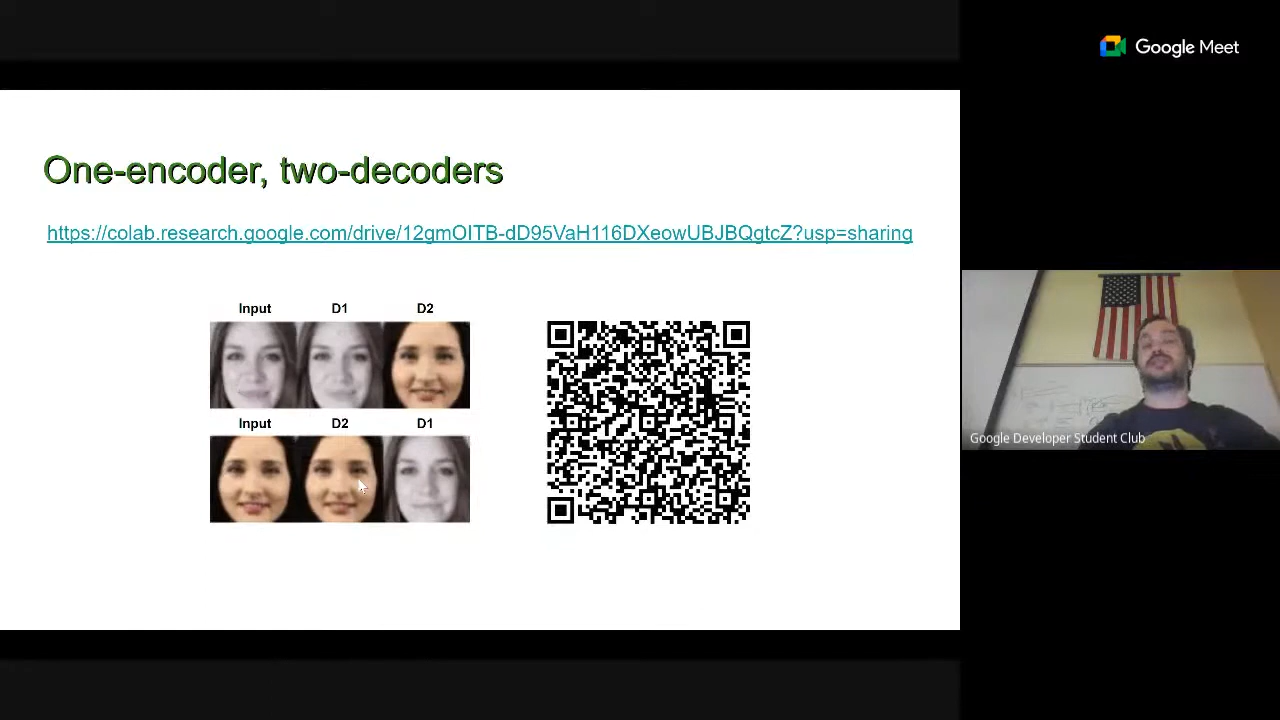 Google Meet
One-encoder, two-decoders
https://colab.research.google.com/drive/12gmOITB-dD95VaH116DXeowUBJBQgtcZ?usp=sharing
Input D1 D2
Input D2 D1
Google Developer Student Club